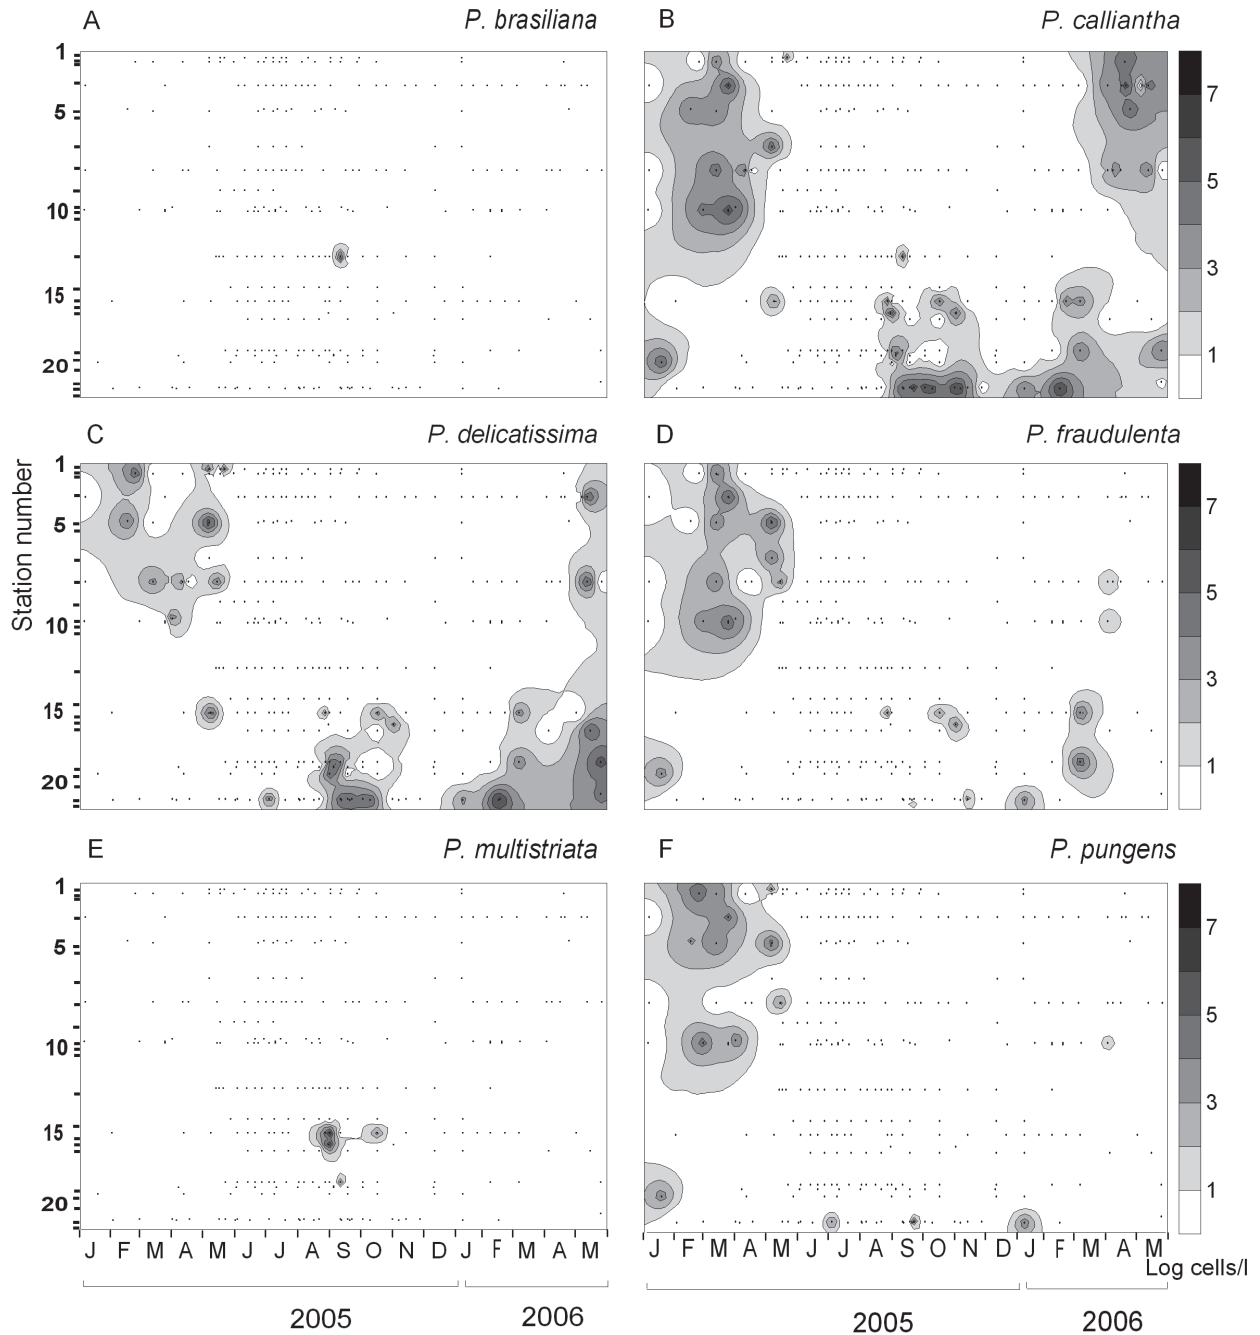 A P. brasiliana
B P. calliantha
1
5
10
15
20
7
5
3
1
C P. delicatissima
D P. fraudulenta
Station number
1
5
10
15
20
7
5
3
1
E P. multistriata
F P. pungens
1
5
10
15
20
7
5
3
1
J F M A M J J A S O N D J F M A M
J F M A M J J A S O N D J F M A M
Log cells/l
2005 2006
2005 2006